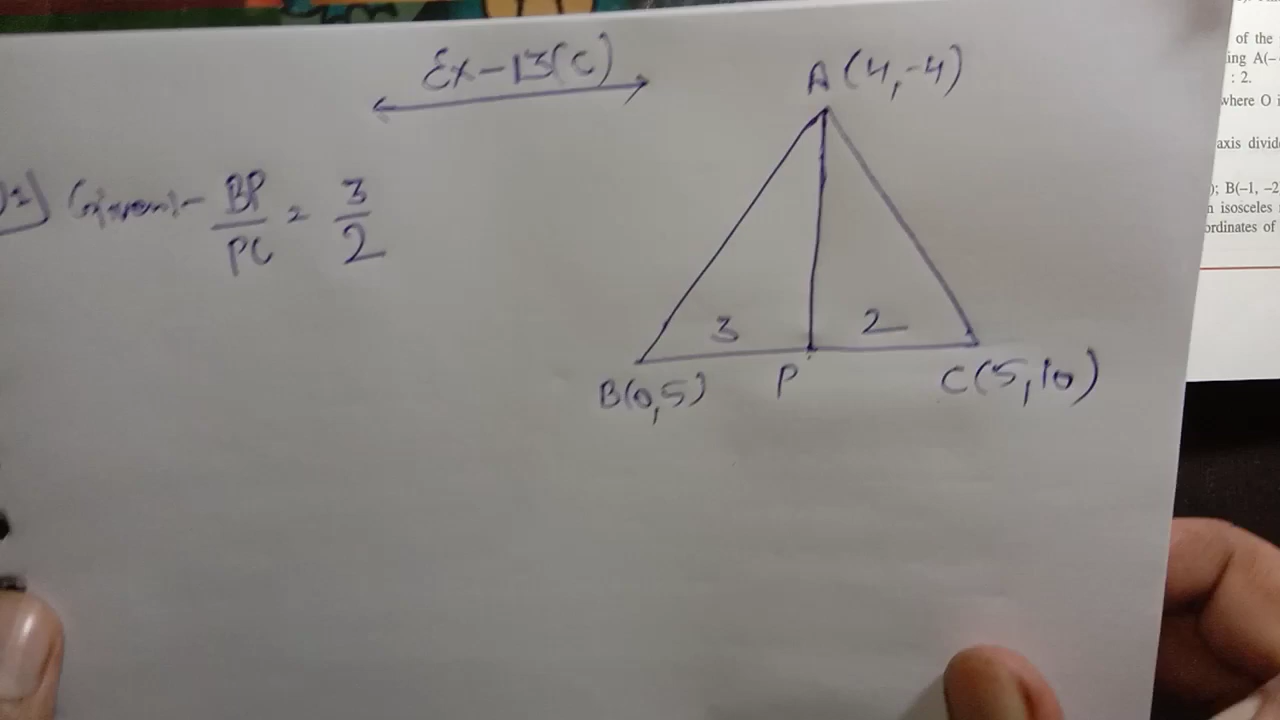 Ex-13(C)
A(4,-4)
Given:- BP/PC = 3/2
3 2
B(0,5) P C(5,10)
of the
ing A(-
: 2.
where O i
axis divid
); B(–1, –2
n isosceles
ordinates of